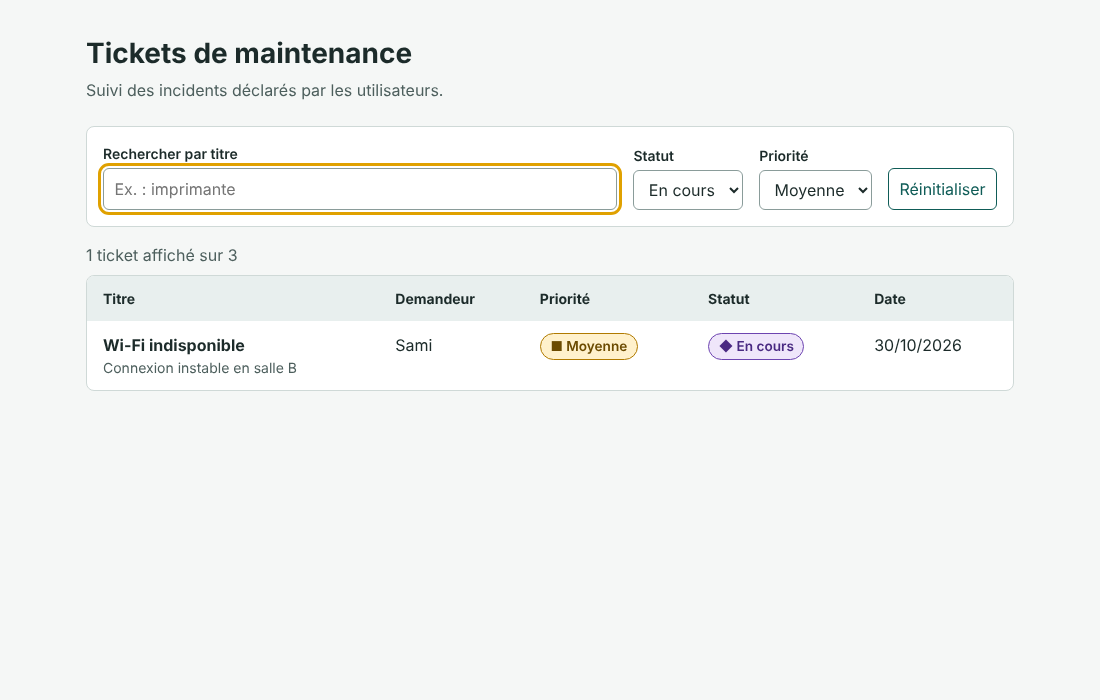 Tickets de maintenance
Suivi des incidents déclarés par les utilisateurs.
Rechercher par titre
Statut
Priorité
Ex. : imprimante
En cours
Moyenne
Réinitialiser
1 ticket affiché sur 3
Titre Demandeur Priorité Statut Date
Wi-Fi indisponible Sami Moyenne En cours 30/10/2026
Connexion instable en salle B